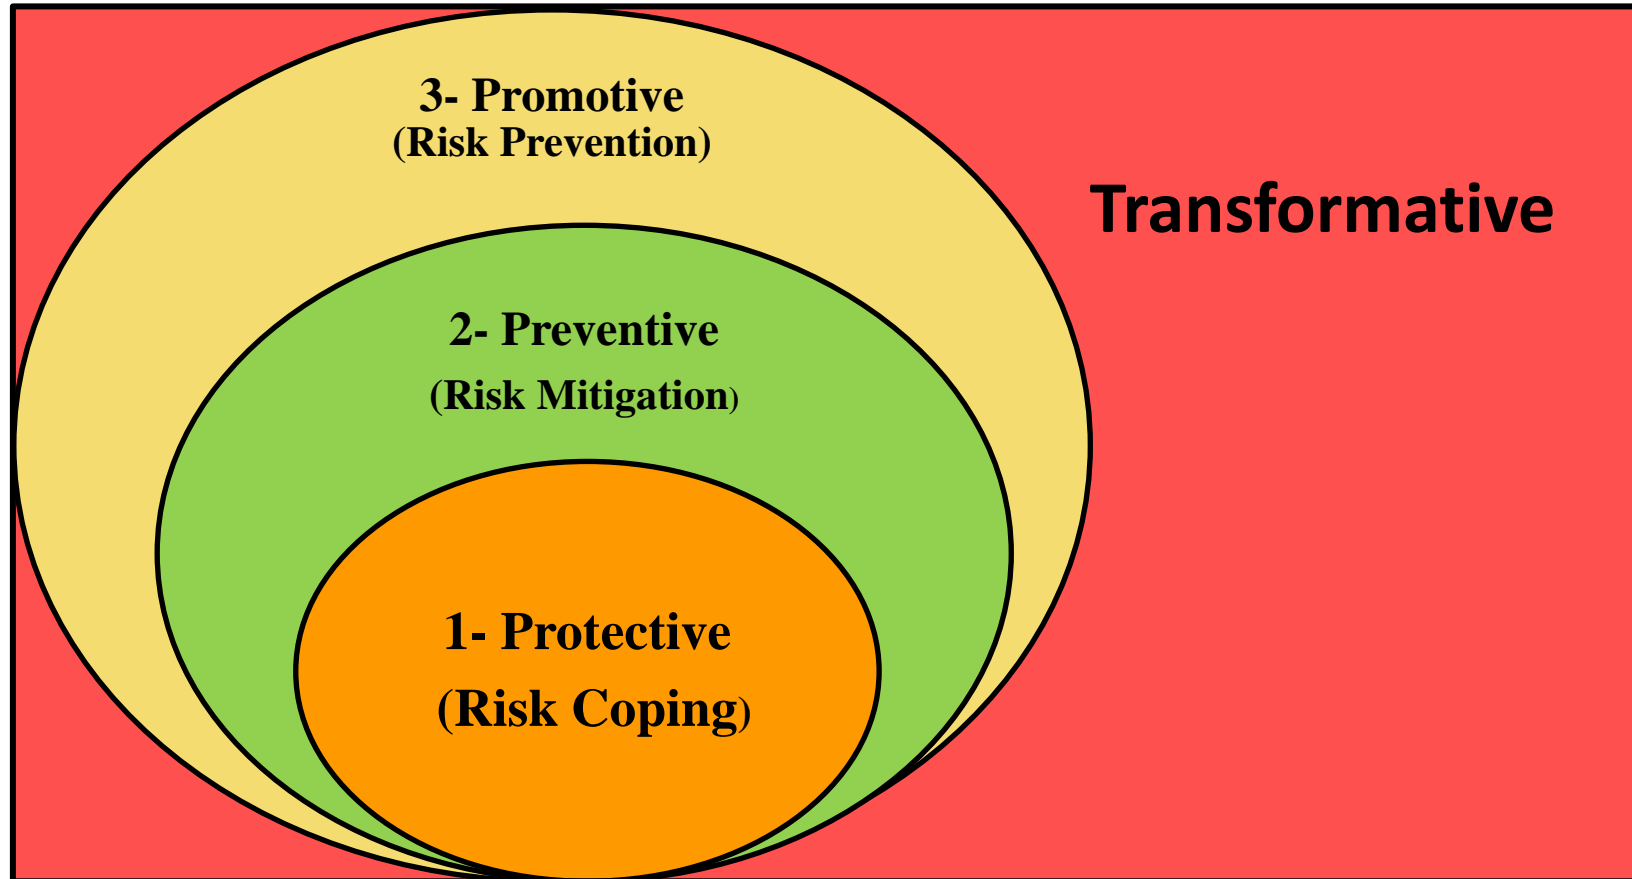 3- Promotive
(Risk Prevention)
Transformative
2- Preventive
(Risk Mitigation)
1- Protective
(Risk Coping)